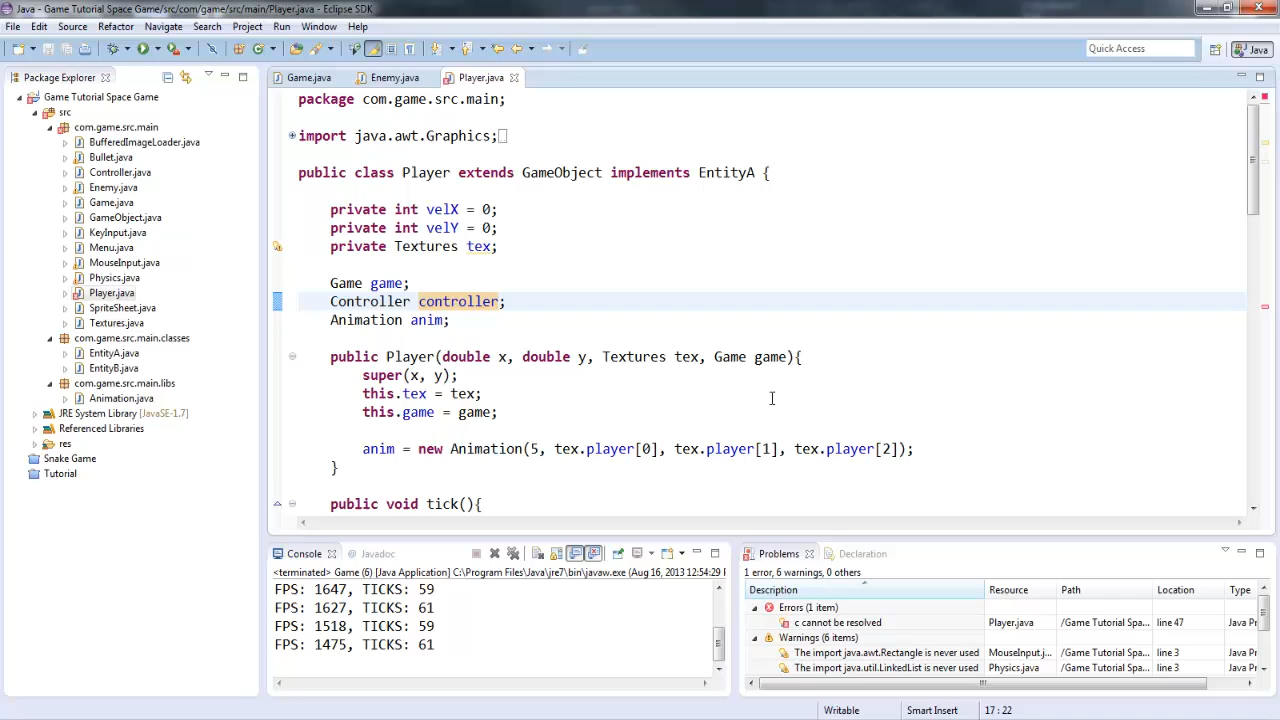 Java - Game Tutorial Space Game/src/com/game/src/main/Player.java - Eclipse SDK
File Edit Source Refactor Navigate Search Project Run Window Help
Quick Access
Java
Package Explorer
Game.java
Enemy.java
Player.java
Game Tutorial Space Game
src
com.game.src.main
BufferedImageLoader.java
Bullet.java
Controller.java
Enemy.java
Game.java
GameObject.java
KeyInput.java
Menu.java
MouseInput.java
Physics.java
Player.java
SpriteSheet.java
Textures.java
com.game.src.main.classes
EntityA.java
EntityB.java
com.game.src.main.libs
Animation.java
JRE System Library [JavaSE-1.7]
Referenced Libraries
res
Snake Game
Tutorial
package com.game.src.main;
import java.awt.Graphics;
public class Player extends GameObject implements EntityA {
private int velX = 0;
private int velY = 0;
private Textures tex;
Game game;
Controller controller;
Animation anim;
public Player(double x, double y, Textures tex, Game game){
super(x, y);
this.tex = tex;
this.game = game;
anim = new Animation(5, tex.player[0], tex.player[1], tex.player[2]);
}
public void tick(){
Console
Javadoc
<terminated> Game (6) [Java Application] C:\Program Files\Java\jre7\bin\javaw.exe (Aug 16, 2013 12:54:29 P
FPS: 1647, TICKS: 59
FPS: 1627, TICKS: 61
FPS: 1518, TICKS: 59
FPS: 1475, TICKS: 61
Problems
Declaration
1 error, 6 warnings, 0 others
Description Resource Path Location Type
Errors (1 item)
c cannot be resolved Player.java /Game Tutorial Spa... line 47 Java Pr
Warnings (6 items)
The import java.awt.Rectangle is never used MouseInput.j... /Game Tutorial Spa... line 3 Java Pr
The import java.util.LinkedList is never used Physics.java /Game Tutorial Spa... line 3 Java Pr
Writable
Smart Insert
17 : 22